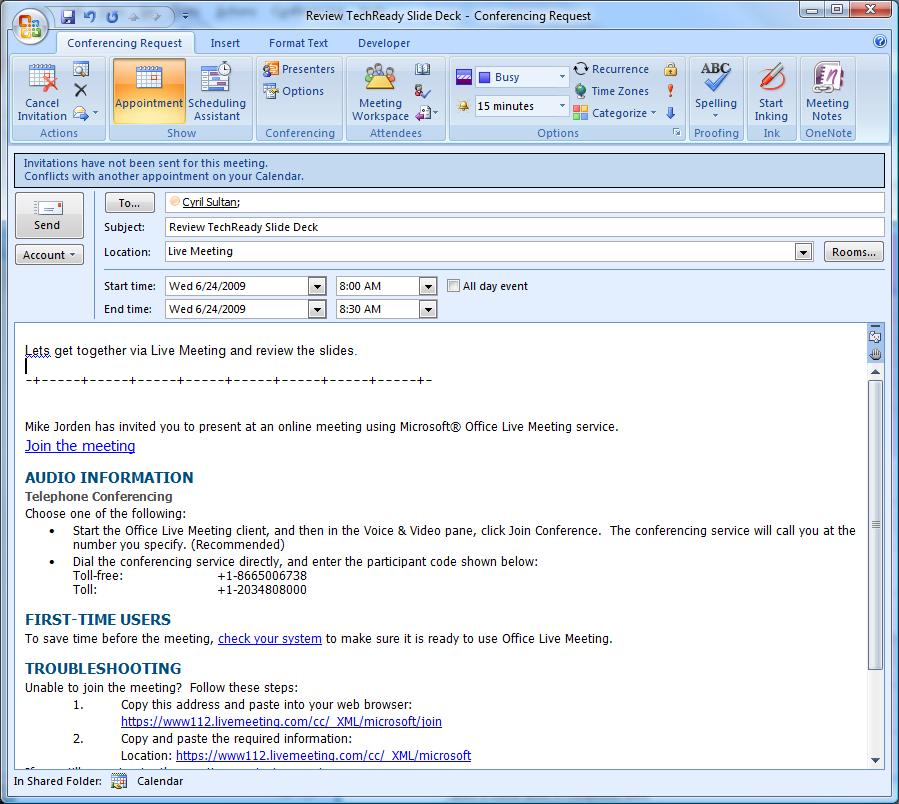 Review TechReady Slide Deck - Conferencing Request
Conferencing Request Insert Format Text Developer
Cancel Invitation
Appointment
Scheduling Assistant
Presenters
Options
Meeting Workspace
Busy
15 minutes
Recurrence
Time Zones
Categorize
ABC
Spelling
Start Inking
Meeting Notes
Actions Show Conferencing Attendees Options Proofing Ink OneNote
Invitations have not been sent for this meeting.
Conflicts with another appointment on your Calendar.
Send
Account
To... Cyril Sultan;
Subject: Review TechReady Slide Deck
Location: Live Meeting Rooms...
Start time: Wed 6/24/2009 8:00 AM All day event
End time: Wed 6/24/2009 8:30 AM
Lets get together via Live Meeting and review the slides.
-+-----+-----+-----+-----+-----+-----+-----+-----+-
Mike Jorden has invited you to present at an online meeting using Microsoft® Office Live Meeting service.
Join the meeting
AUDIO INFORMATION
Telephone Conferencing
Choose one of the following:
• Start the Office Live Meeting client, and then in the Voice & Video pane, click Join Conference. The conferencing service will call you at the
number you specify. (Recommended)
• Dial the conferencing service directly, and enter the participant code shown below:
Toll-free: +1-8665006738
Toll: +1-2034808000
FIRST-TIME USERS
To save time before the meeting, check your system to make sure it is ready to use Office Live Meeting.
TROUBLESHOOTING
Unable to join the meeting? Follow these steps:
1. Copy this address and paste into your web browser:
https://www112.livemeeting.com/cc/_XML/microsoft/join
2. Copy and paste the required information:
Location: https://www112.livemeeting.com/cc/_XML/microsoft
In Shared Folder: Calendar